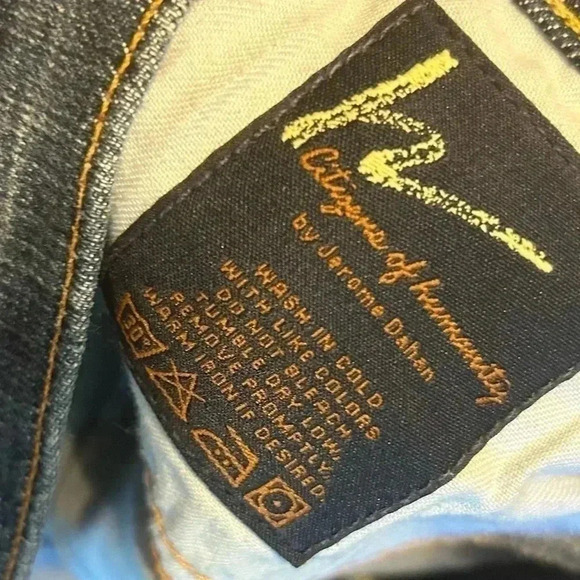 Citizens of humanity
by Jerome Dahan
WASH IN COLD
WITH LIKE COLORS
DO NOT BLEACH.
TUMBLE DRY LOW,
REMOVE PROMPTLY.
WARM IRON IF DESIRED.
30°